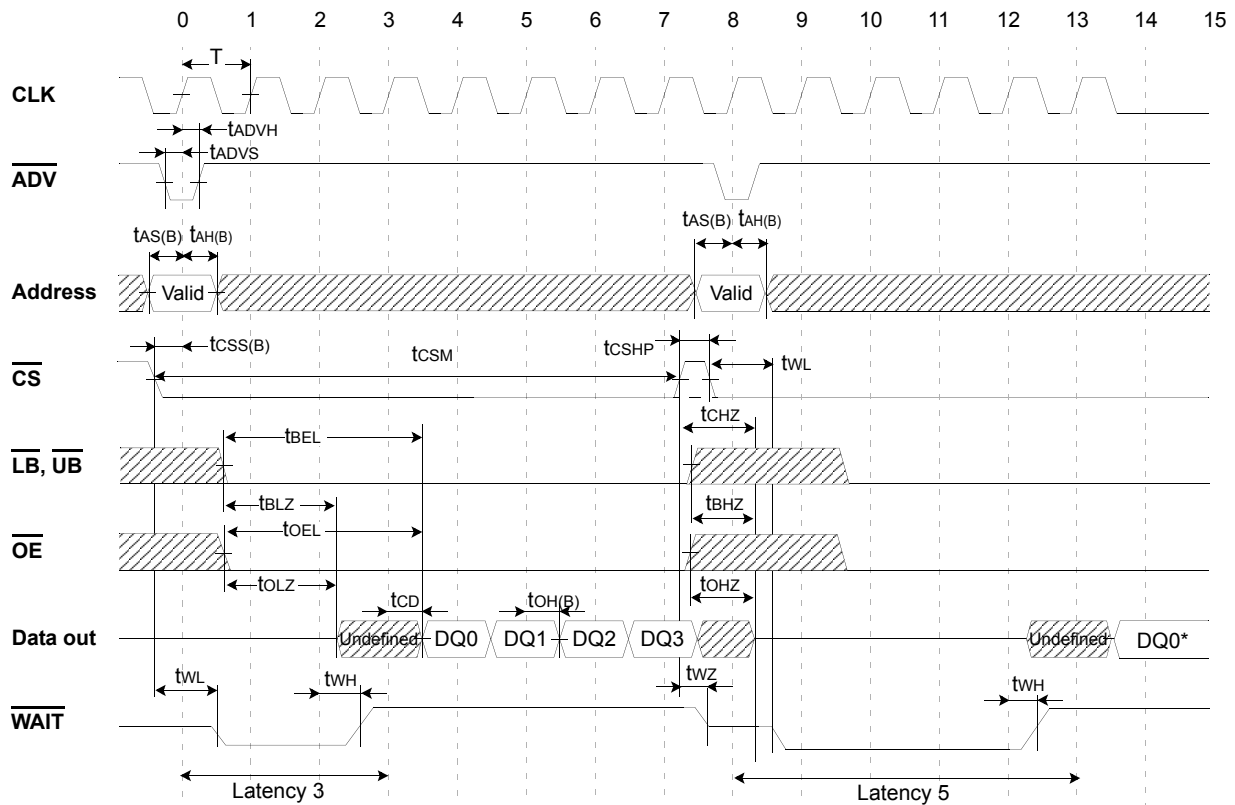 0 1 2 3 4 5 6 7 8 9 10 11 12 13 14 15
T
CLK
tADVH
tADVS
ADV
tAS(B) tAH(B) tAS(B) tAH(B)
Address Valid Valid
tCSS(B) tCSM tCSHP
CS tWL
tCHZ
tBEL
LB, UB
tBLZ tBHZ
tOEL
OE
tOLZ tOHZ
tCD tOH(B)
Data out Undefined DQ0 DQ1 DQ2 DQ3 Undefined DQ0*
tWL tWH tWZ tWH
WAIT
Latency 3 Latency 5